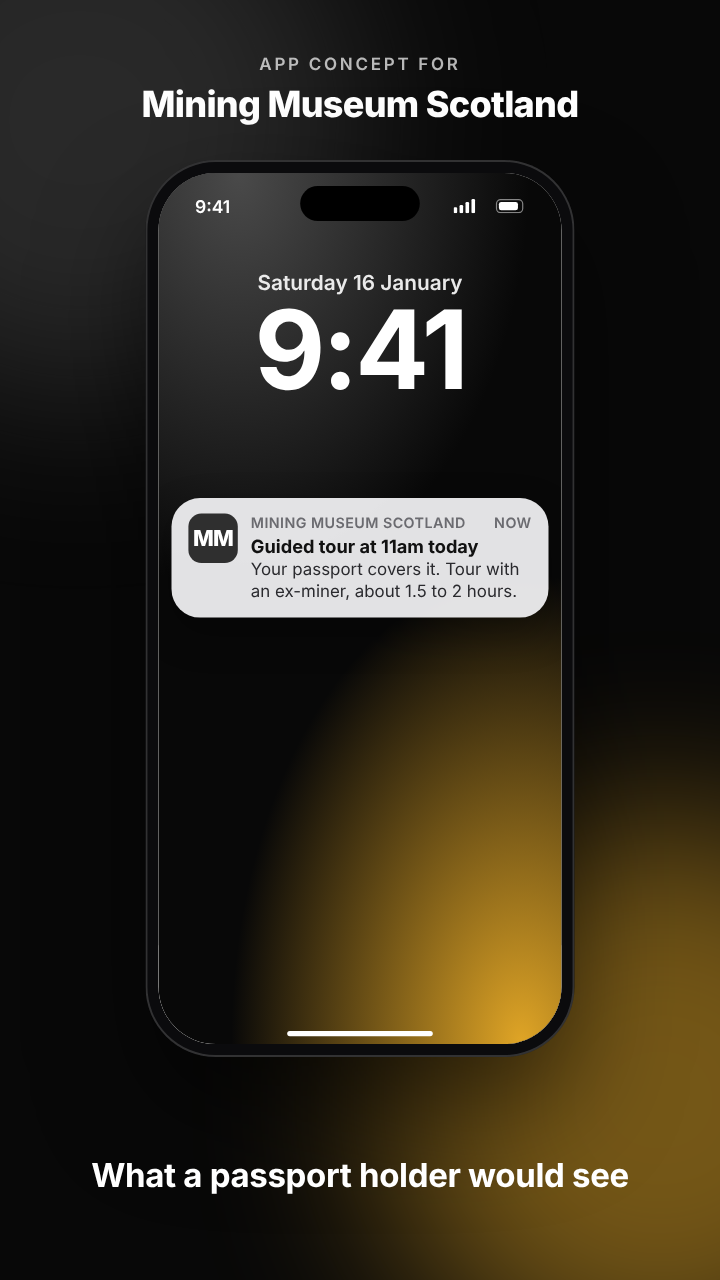 APP CONCEPT FOR
Mining Museum Scotland
9:41
Saturday 16 January
9:41
MM
MINING MUSEUM SCOTLAND NOW
Guided tour at 11am today
Your passport covers it. Tour with
an ex-miner, about 1.5 to 2 hours.
What a passport holder would see